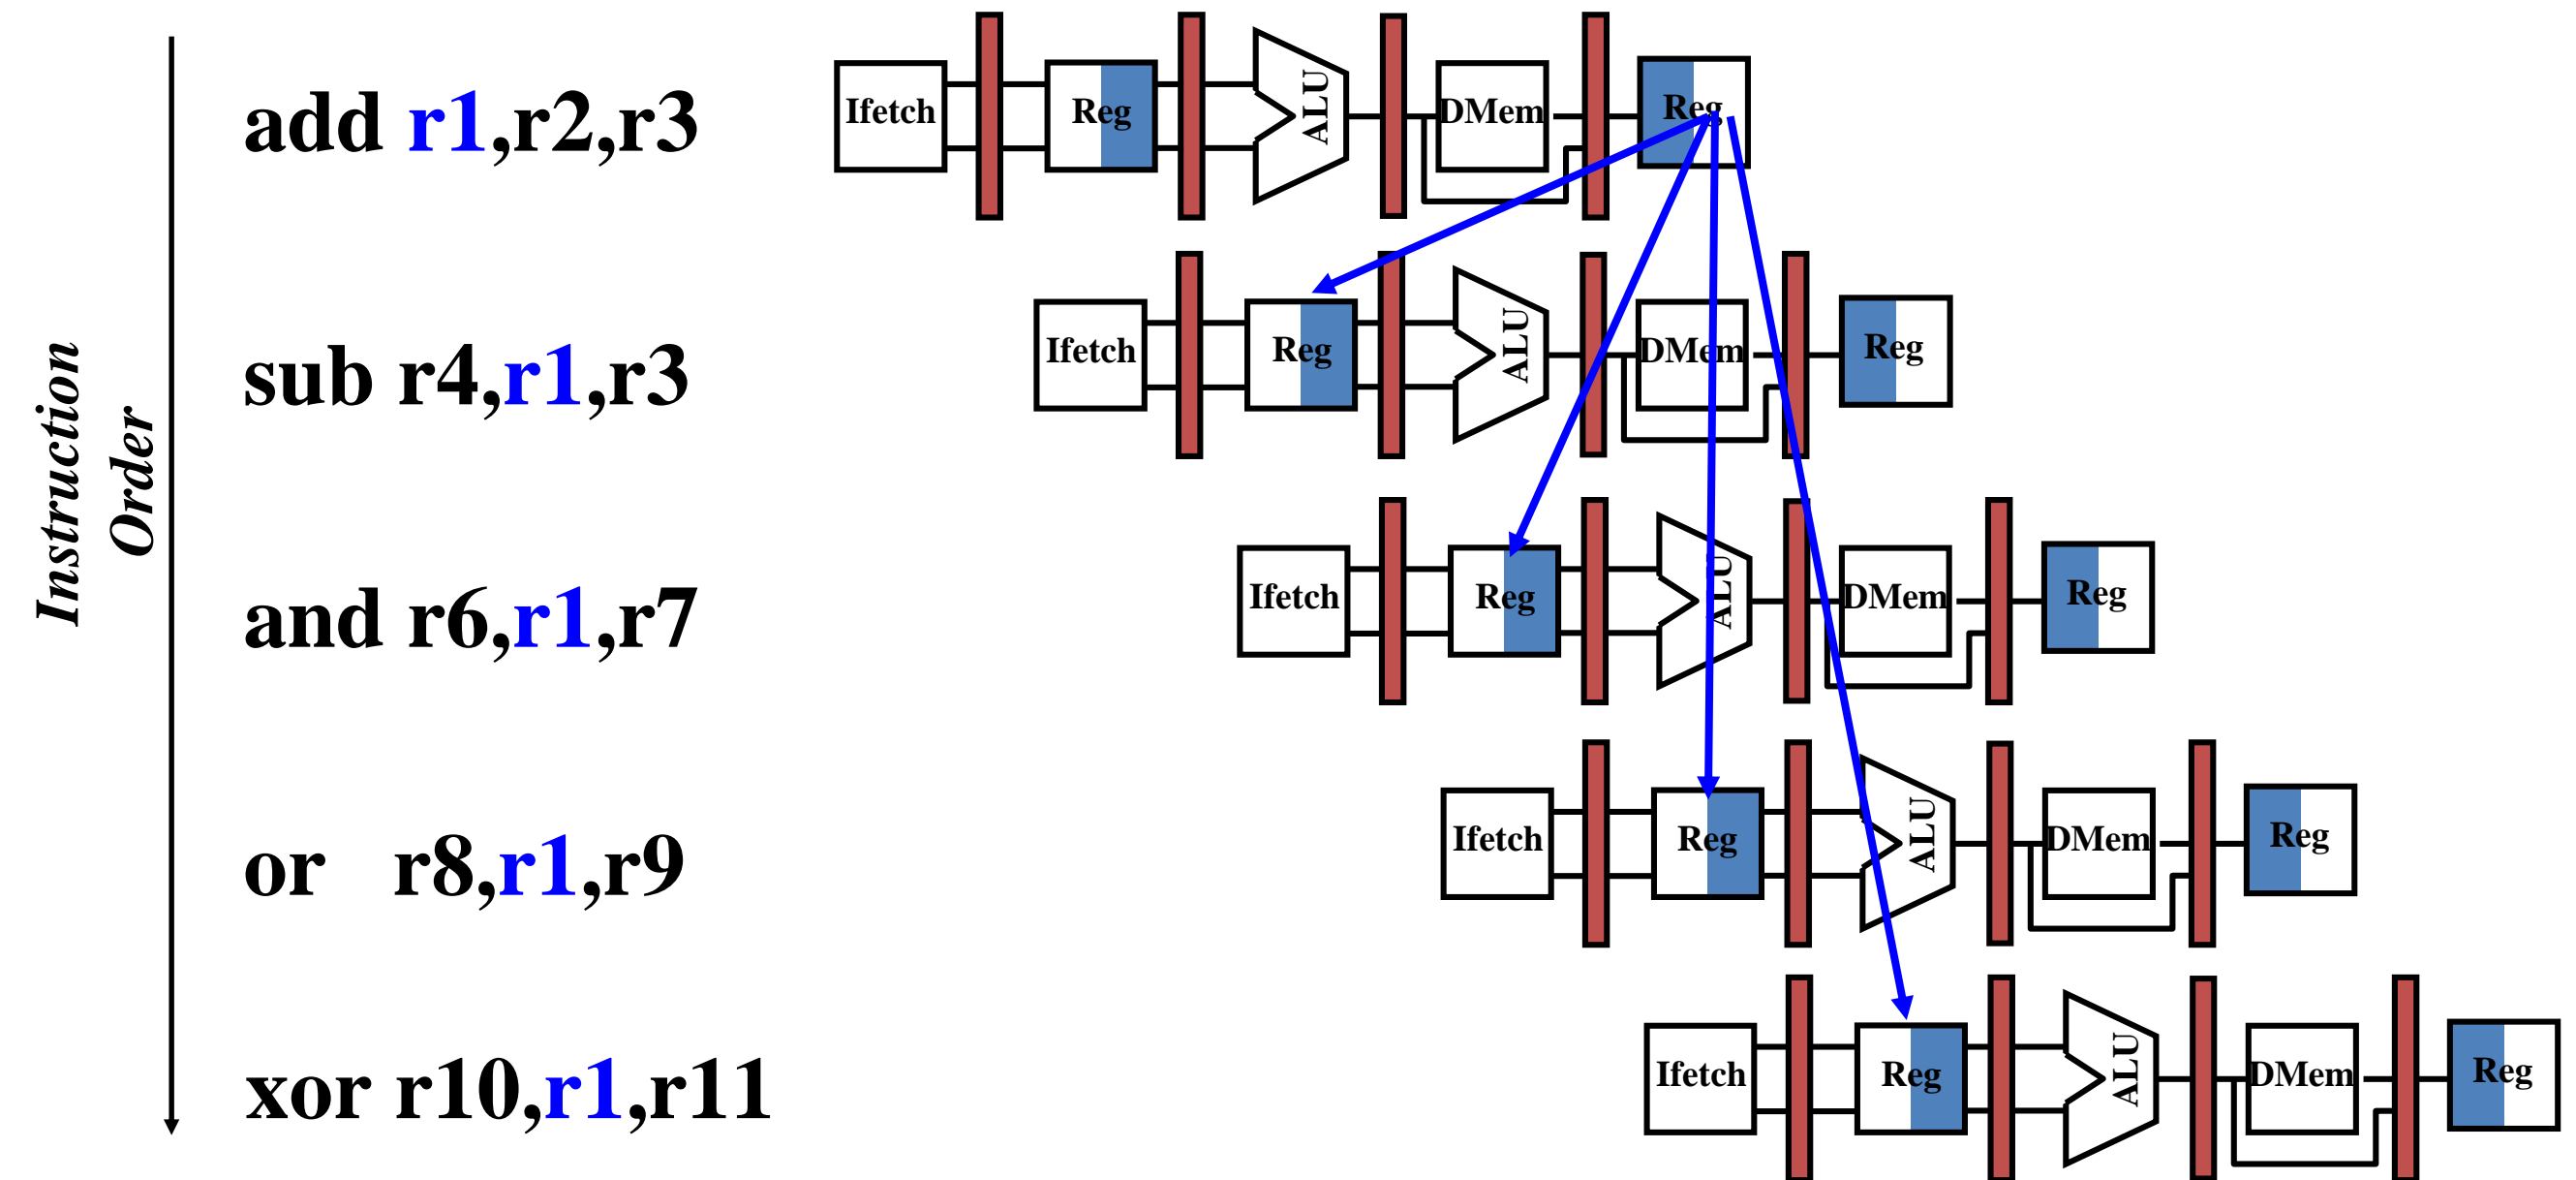 Instruction
Order
add r1,r2,r3
Ifetch Reg ALU DMem Reg
sub r4,r1,r3
Ifetch Reg ALU DMem Reg
and r6,r1,r7
Ifetch Reg ALU DMem Reg
or r8,r1,r9
Ifetch Reg ALU DMem Reg
xor r10,r1,r11
Ifetch Reg ALU DMem Reg